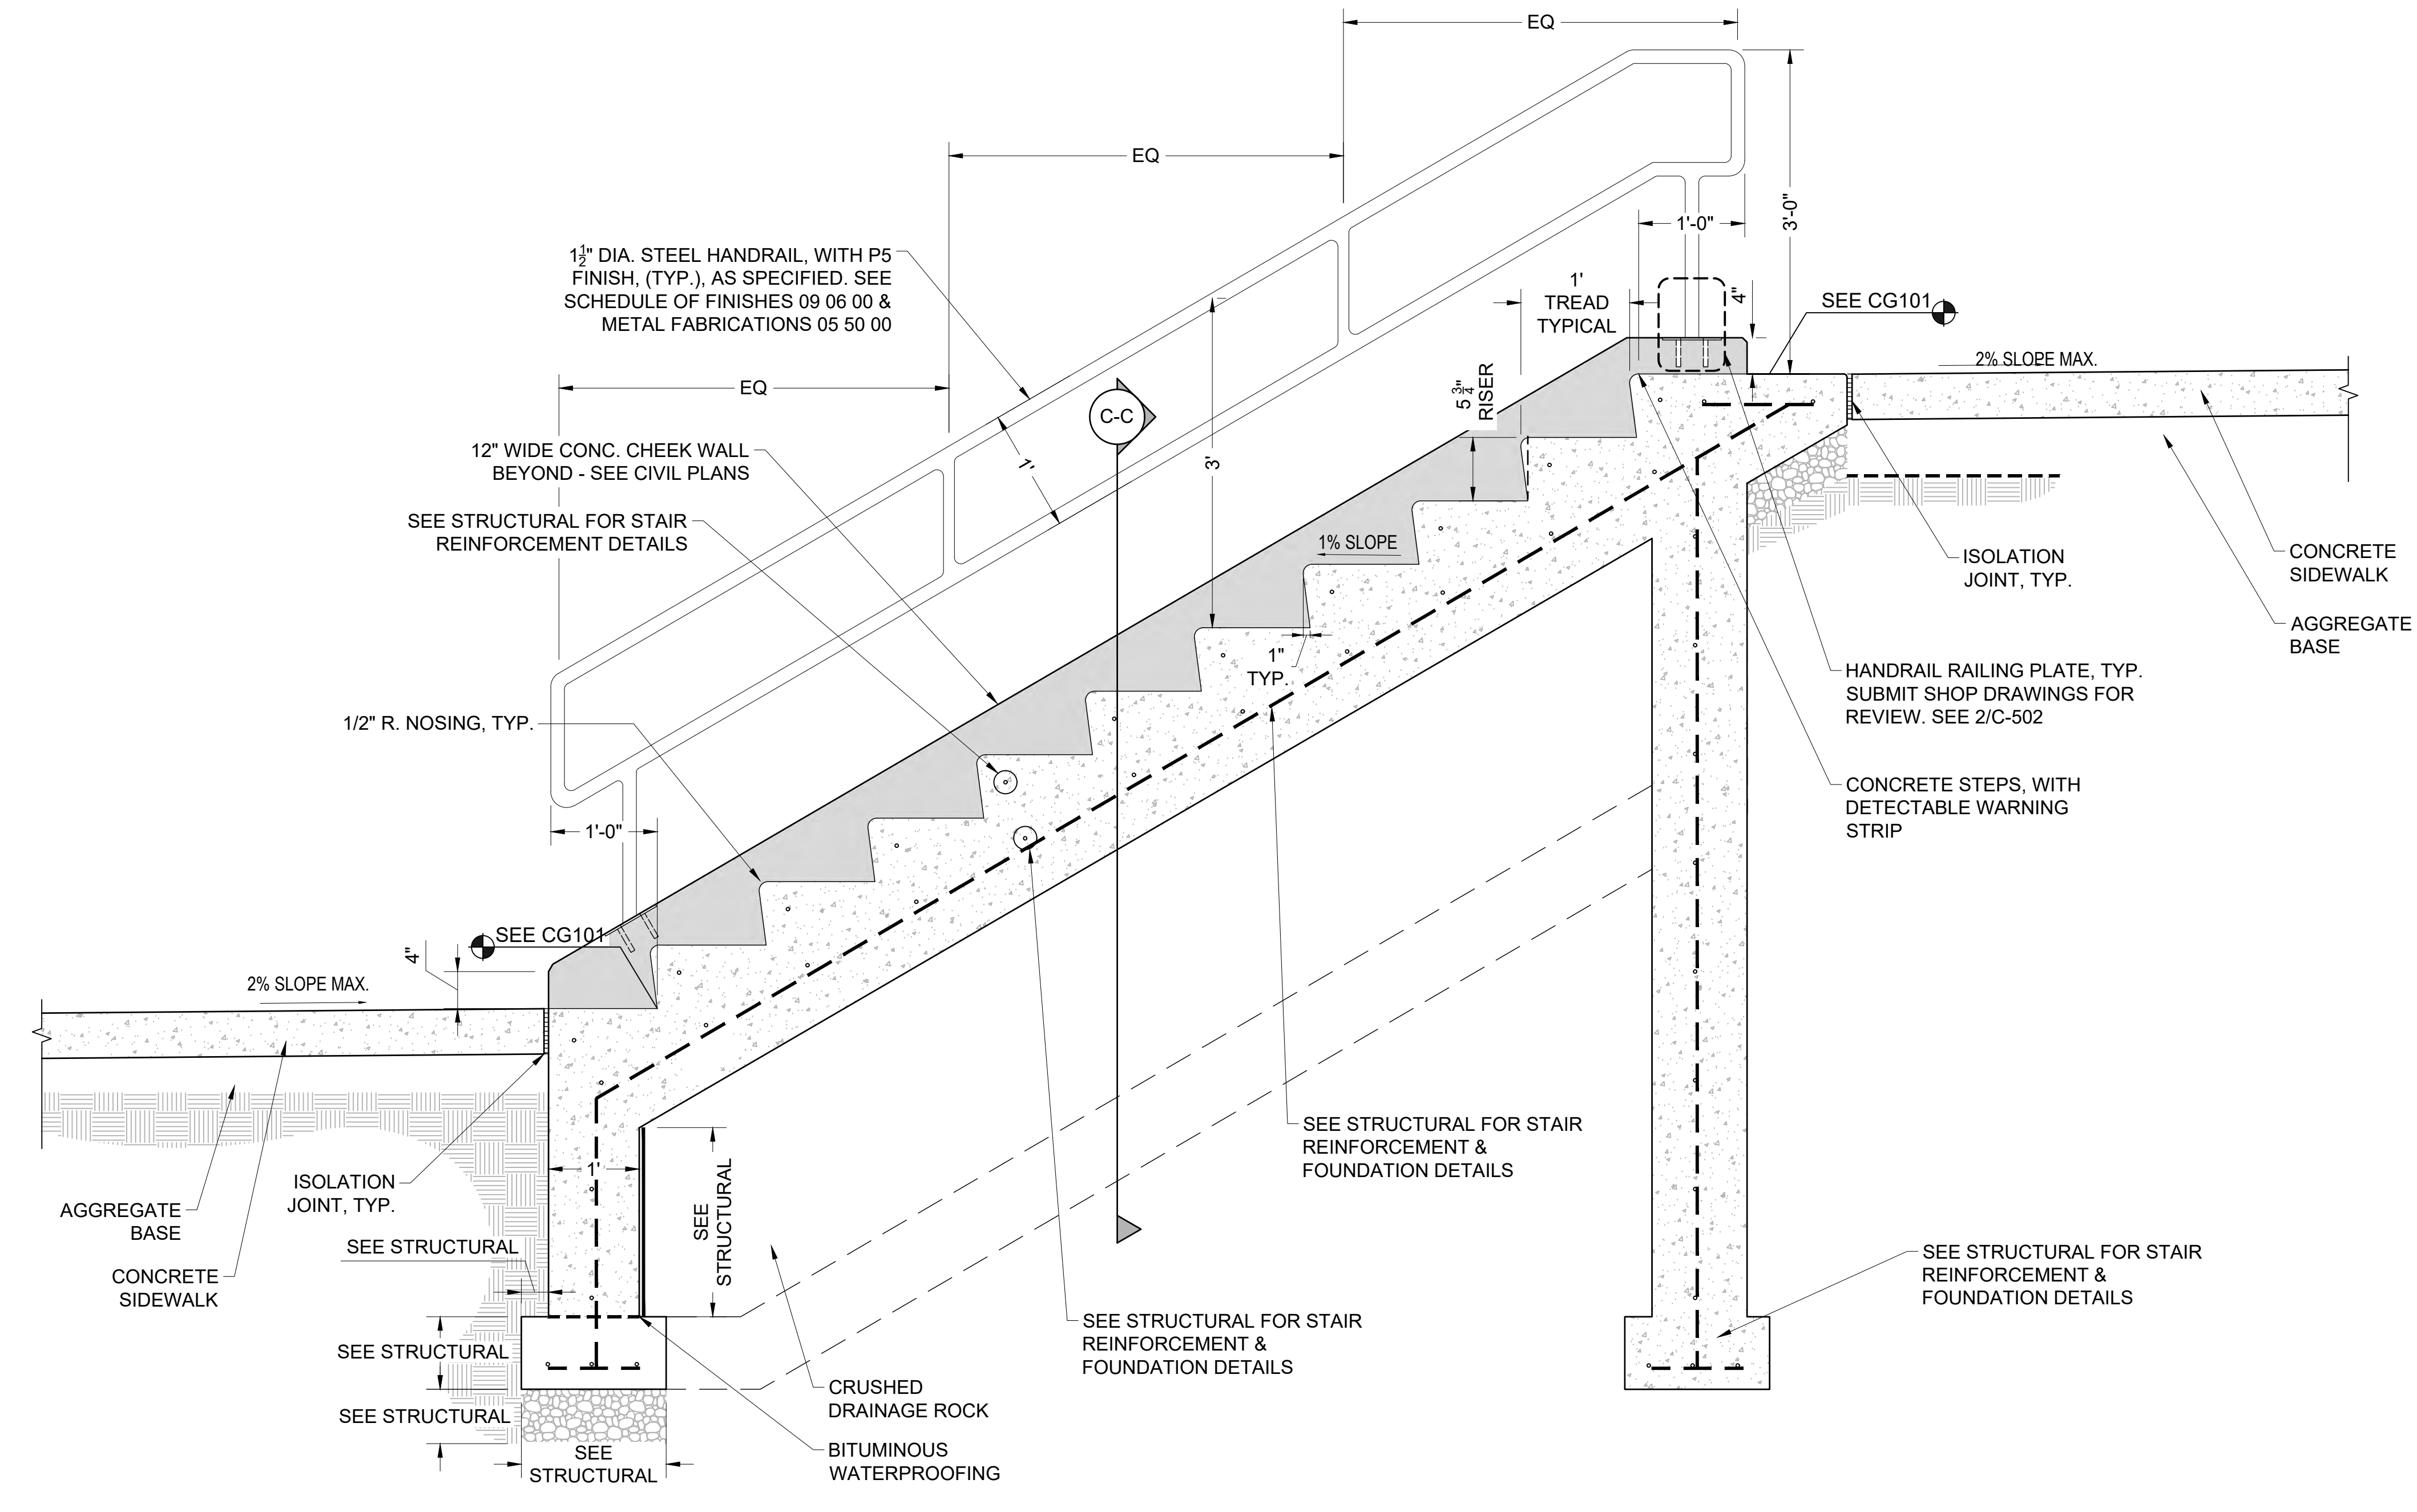 EQ
EQ
EQ
1 1/2" DIA. STEEL HANDRAIL, WITH P5
FINISH, (TYP.), AS SPECIFIED. SEE
SCHEDULE OF FINISHES 09 06 00 &
METAL FABRICATIONS 05 50 00
1'-0"
3'-0"
1'
TREAD
TYPICAL
4"
SEE CG101
2% SLOPE MAX.
5 3/4"
RISER
C-C
3'
1'
12" WIDE CONC. CHEEK WALL
BEYOND - SEE CIVIL PLANS
SEE STRUCTURAL FOR STAIR
REINFORCEMENT DETAILS
1% SLOPE
ISOLATION
JOINT, TYP.
CONCRETE
SIDEWALK
AGGREGATE
BASE
1"
TYP.
HANDRAIL RAILING PLATE, TYP.
SUBMIT SHOP DRAWINGS FOR
REVIEW. SEE 2/C-502
1/2" R. NOSING, TYP.
CONCRETE STEPS, WITH
DETECTABLE WARNING
STRIP
1'-0"
SEE CG101
4"
2% SLOPE MAX.
SEE STRUCTURAL FOR STAIR
REINFORCEMENT &
FOUNDATION DETAILS
1'
ISOLATION
JOINT, TYP.
AGGREGATE
BASE
SEE
STRUCTURAL
SEE STRUCTURAL
CONCRETE
SIDEWALK
SEE STRUCTURAL FOR STAIR
REINFORCEMENT &
FOUNDATION DETAILS
SEE STRUCTURAL FOR STAIR
REINFORCEMENT &
FOUNDATION DETAILS
SEE STRUCTURAL
CRUSHED
DRAINAGE ROCK
SEE STRUCTURAL
BITUMINOUS
WATERPROOFING
SEE
STRUCTURAL